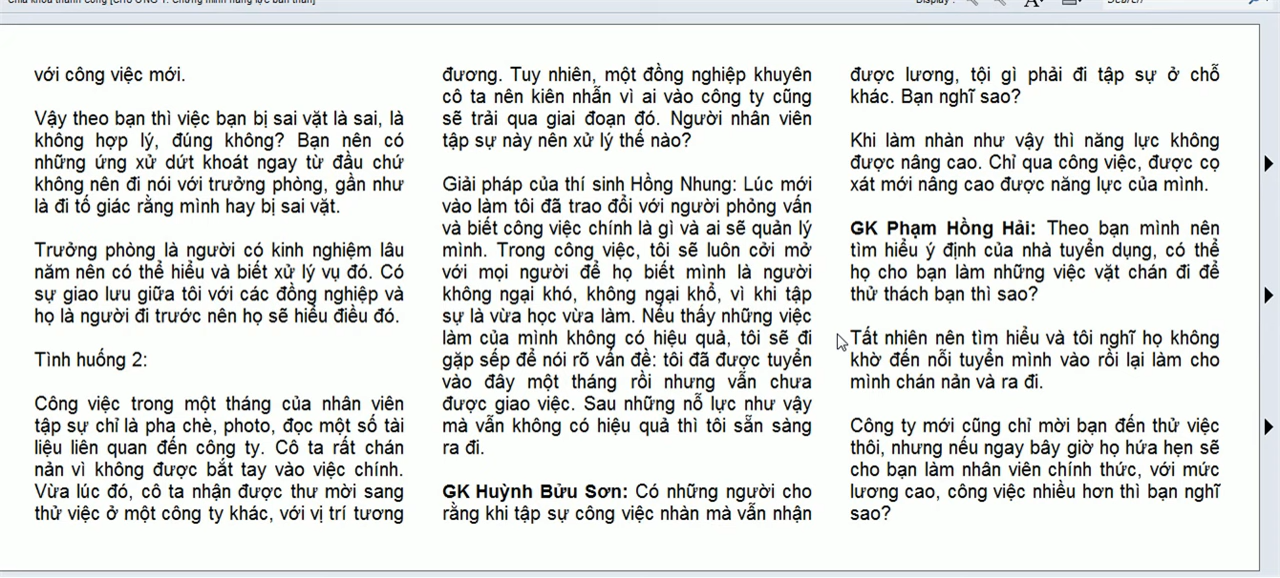 Chìa khóa thành công [CHƯƠNG 1: Chứng minh năng lực bản thân]
Display :
A
Search
với công việc mới.
Vậy theo bạn thì việc bạn bị sai vặt là sai, là
không hợp lý, đúng không? Bạn nên có
những ứng xử dứt khoát ngay từ đầu chứ
không nên đi nói với trưởng phòng, gần như
là đi tố giác rằng mình hay bị sai vặt.
Trưởng phòng là người có kinh nghiệm lâu
năm nên có thể hiểu và biết xử lý vụ đó. Có
sự giao lưu giữa tôi với các đồng nghiệp và
họ là người đi trước nên họ sẽ hiểu điều đó.
Tình huống 2:
Công việc trong một tháng của nhân viên
tập sự chỉ là pha chè, photo, đọc một số tài
liệu liên quan đến công ty. Cô ta rất chán
nản vì không được bắt tay vào việc chính.
Vừa lúc đó, cô ta nhận được thư mời sang
thử việc ở một công ty khác, với vị trí tương
đương. Tuy nhiên, một đồng nghiệp khuyên
cô ta nên kiên nhẫn vì ai vào công ty cũng
sẽ trải qua giai đoạn đó. Người nhân viên
tập sự này nên xử lý thế nào?
Giải pháp của thí sinh Hồng Nhung: Lúc mới
vào làm tôi đã trao đổi với người phỏng vấn
và biết công việc chính là gì và ai sẽ quản lý
mình. Trong công việc, tôi sẽ luôn cởi mở
với mọi người để họ biết mình là người
không ngại khó, không ngại khổ, vì khi tập
sự là vừa học vừa làm. Nếu thấy những việc
làm của mình không có hiệu quả, tôi sẽ đi
gặp sếp để nói rõ vấn đề: tôi đã được tuyển
vào đây một tháng rồi nhưng vẫn chưa
được giao việc. Sau những nỗ lực như vậy
mà vẫn không có hiệu quả thì tôi sẵn sàng
ra đi.
GK Huỳnh Bửu Sơn: Có những người cho
rằng khi tập sự công việc nhàn mà vẫn nhận
được lương, tội gì phải đi tập sự ở chỗ
khác. Bạn nghĩ sao?
Khi làm nhàn như vậy thì năng lực không
được nâng cao. Chỉ qua công việc, được cọ
xát mới nâng cao được năng lực của mình.
GK Phạm Hồng Hải: Theo bạn mình nên
tìm hiểu ý định của nhà tuyển dụng, có thể
họ cho bạn làm những việc vặt chán đi để
thử thách bạn thì sao?
Tất nhiên nên tìm hiểu và tôi nghĩ họ không
khờ đến nỗi tuyển mình vào rồi lại làm cho
mình chán nản và ra đi.
Công ty mới cũng chỉ mời bạn đến thử việc
thôi, nhưng nếu ngay bây giờ họ hứa hẹn sẽ
cho bạn làm nhân viên chính thức, với mức
lương cao, công việc nhiều hơn thì bạn nghĩ
sao?